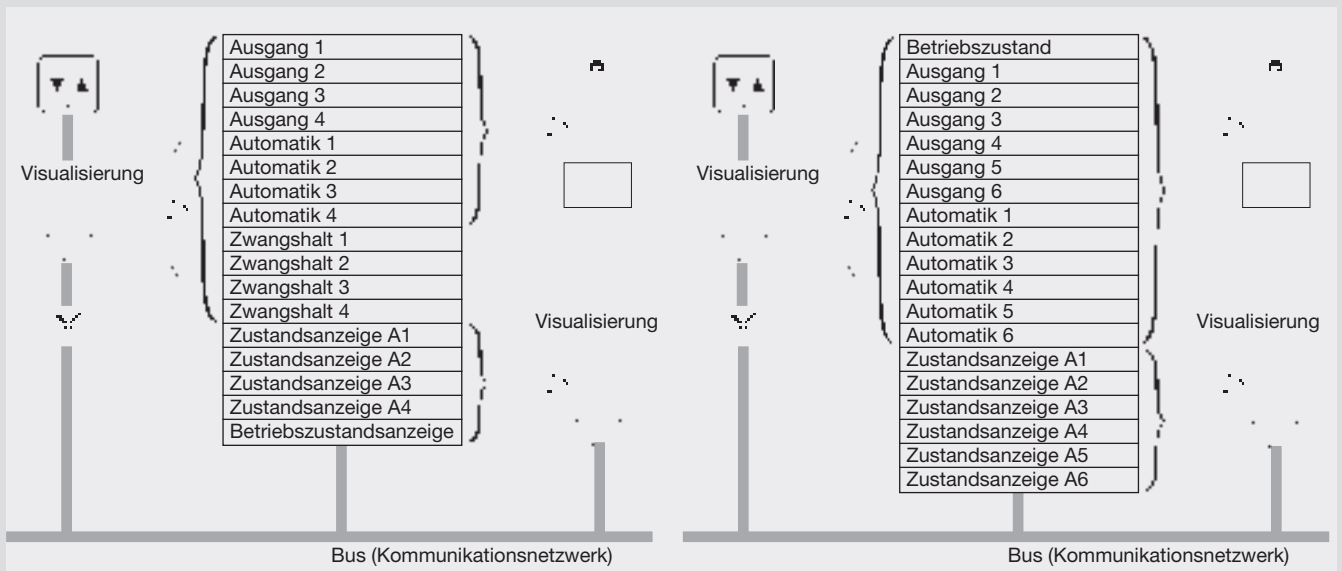 Visualisierung
Ausgang 1
Ausgang 2
Ausgang 3
Ausgang 4
Automatik 1
Automatik 2
Automatik 3
Automatik 4
Zwangshalt 1
Zwangshalt 2
Zwangshalt 3
Zwangshalt 4
Zustandsanzeige A1
Zustandsanzeige A2
Zustandsanzeige A3
Zustandsanzeige A4
Betriebszustandsanzeige
Visualisierung
Bus (Kommunikationsnetzwerk)
Visualisierung
Betriebszustand
Ausgang 1
Ausgang 2
Ausgang 3
Ausgang 4
Ausgang 5
Ausgang 6
Automatik 1
Automatik 2
Automatik 3
Automatik 4
Automatik 5
Automatik 6
Zustandsanzeige A1
Zustandsanzeige A2
Zustandsanzeige A3
Zustandsanzeige A4
Zustandsanzeige A5
Zustandsanzeige A6
Visualisierung
Bus (Kommunikationsnetzwerk)